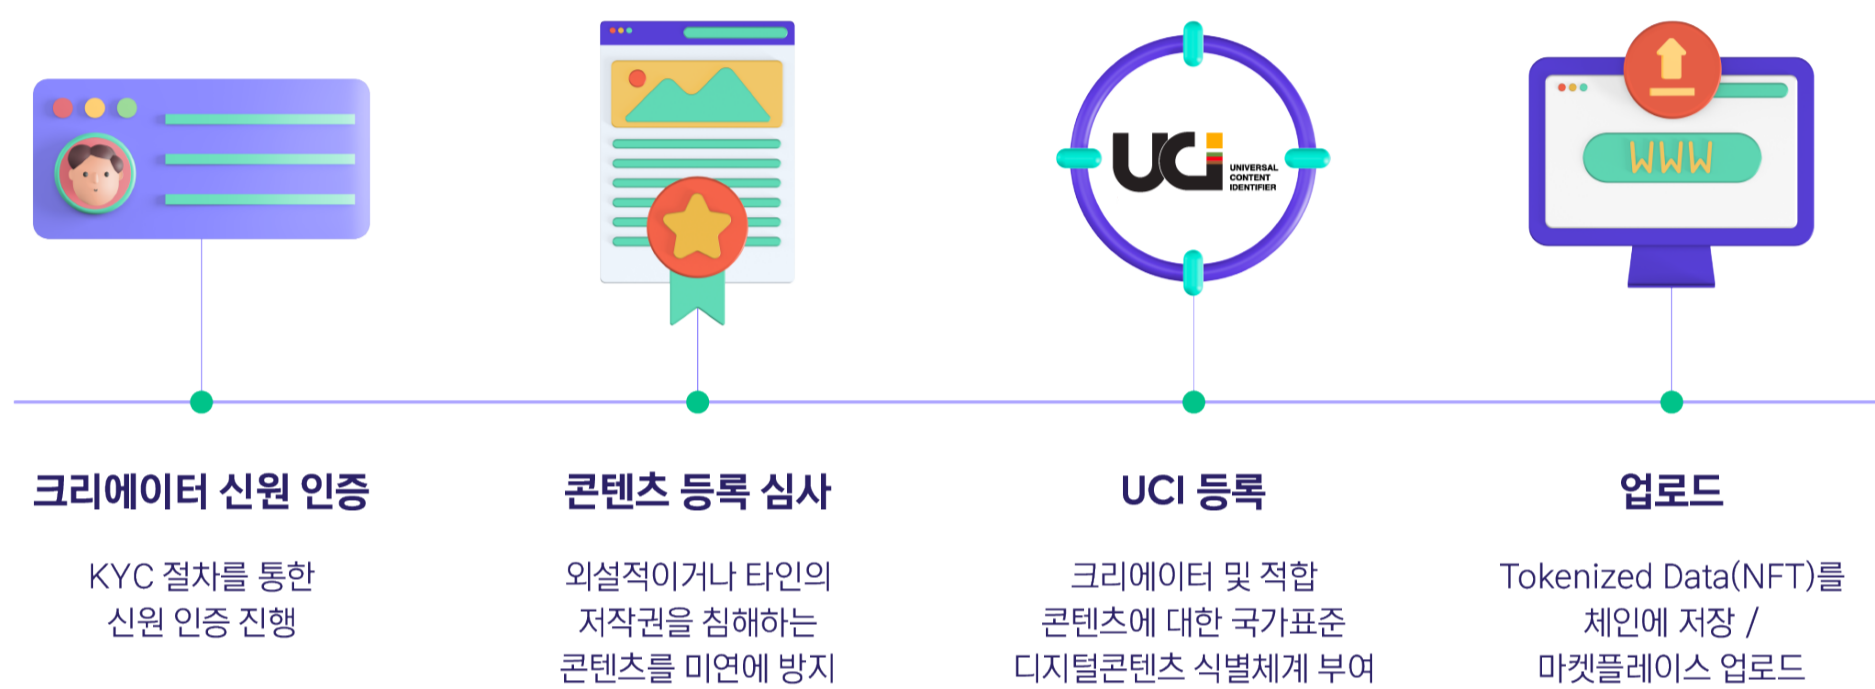 UCI
UNIVERSAL
CONTENT
IDENTIFIER
WWW
크리에이터 신원 인증
KYC 절차를 통한
신원 인증 진행
콘텐츠 등록 심사
외설적이거나 타인의
저작권을 침해하는
콘텐츠를 미연에 방지
UCI 등록
크리에이터 및 적합
콘텐츠에 대한 국가표준
디지털콘텐츠 식별체계 부여
업로드
Tokenized Data(NFT)를
체인에 저장 /
마켓플레이스 업로드